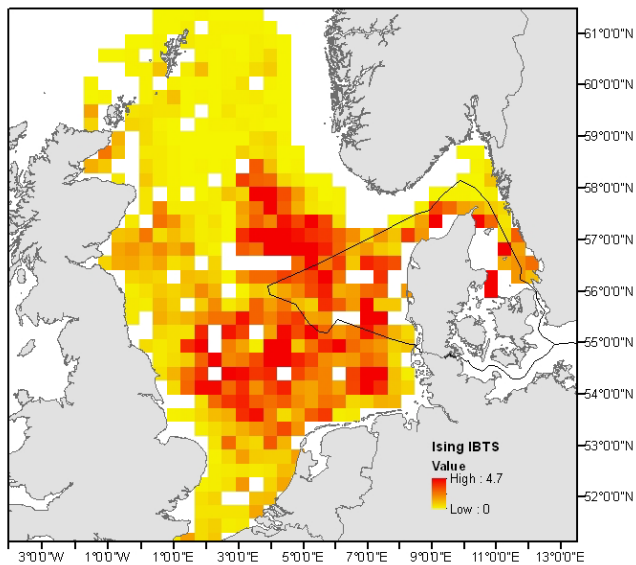 61°0'0"N
60°0'0"N
59°0'0"N
58°0'0"N
57°0'0"N
56°0'0"N
55°0'0"N
54°0'0"N
53°0'0"N
52°0'0"N
Ising IBTS
Value
High : 4.7
Low : 0
3°0'0"W 1°0'0"W 1°0'0"E 3°0'0"E 5°0'0"E 7°0'0"E 9°0'0"E 11°0'0"E 13°0'0"E